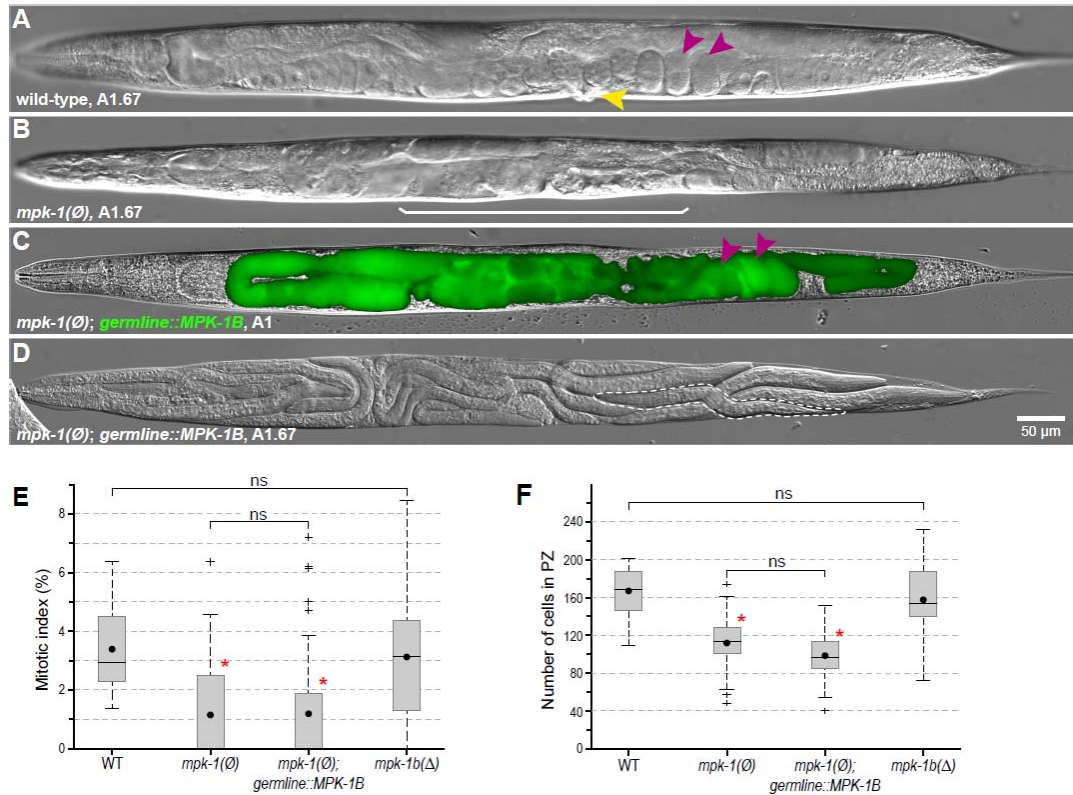 A
wild-type, A1.67
B
mpk-1(Ø), A1.67
C
mpk-1(Ø); germline::MPK-1B, A1
D
mpk-1(Ø); germline::MPK-1B, A1.67
50 µm
E
ns
ns
8
6
4
2
0
Mitotic index (%)
*
*
WT
mpk-1(Ø)
mpk-1(Ø);
germline::MPK-1B
mpk-1b(Δ)
F
ns
ns
240
200
160
120
80
40
0
Number of cells in PZ
*
*
WT
mpk-1(Ø)
mpk-1(Ø);
germline::MPK-1B
mpk-1b(Δ)